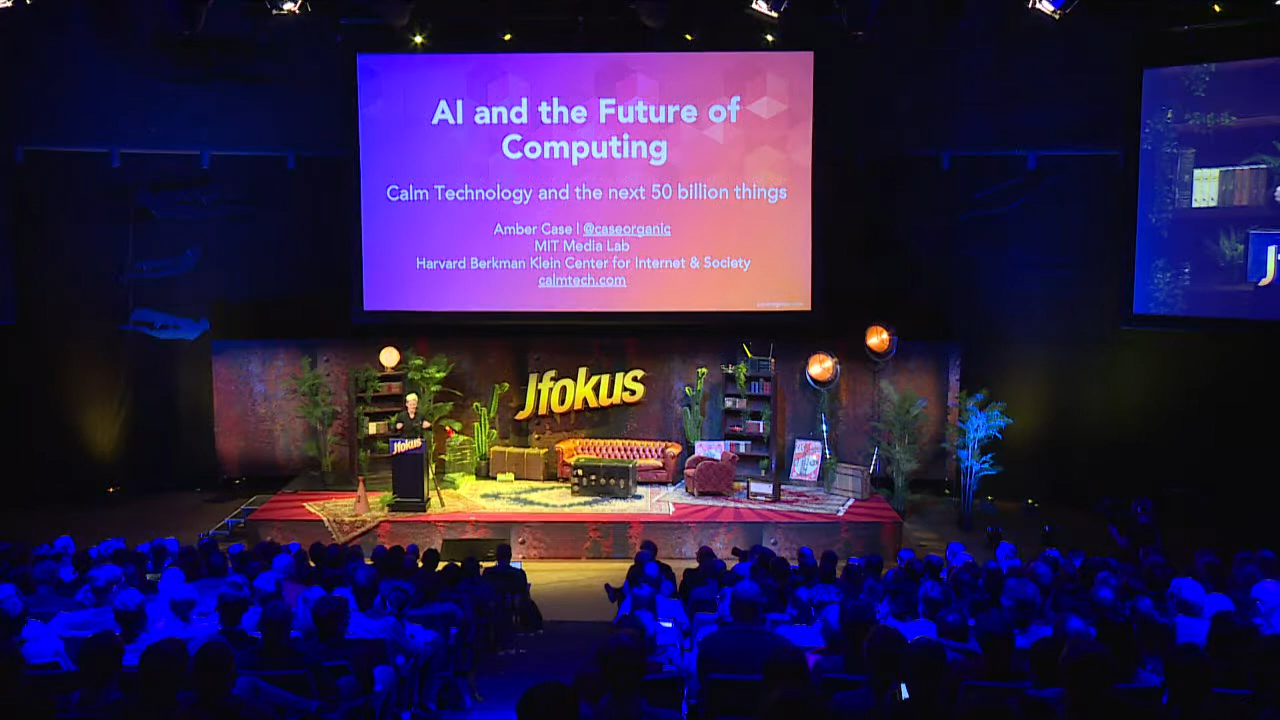 AI and the Future of
Computing
Calm Technology and the next 50 billion things
Amber Case | @caseorganic
MIT Media Lab
Harvard Berkman Klein Center for Internet & Society
calmtech.com
Jfokus
Jfokus